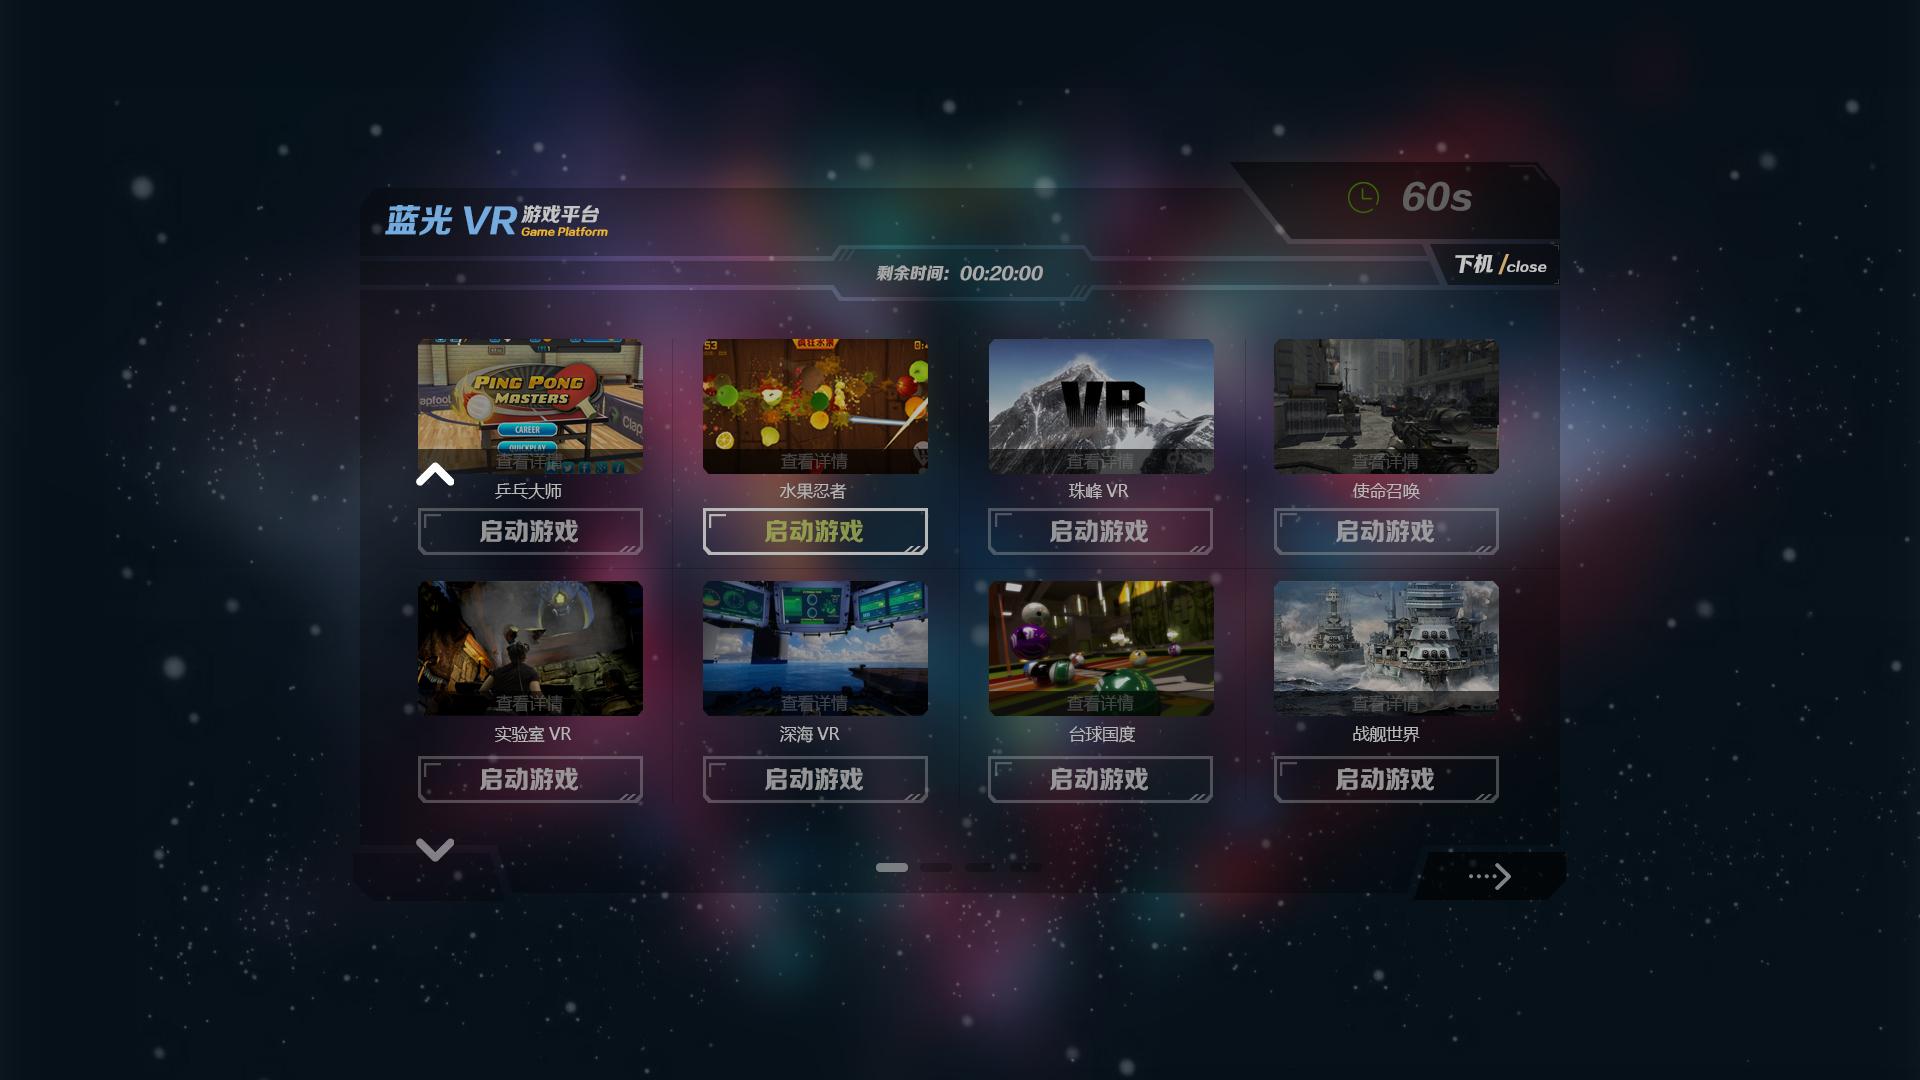 蓝光 VR 游戏平台
Game Platform
60s
剩余时间: 00:20:00
下机 / close
PING PONG
MASTERS
CAREER
QUICKPLAY
查看详情
乒乓大师
启动游戏
53
疯狂水果
查看详情
水果忍者
启动游戏
VR
查看详情
珠峰 VR
启动游戏
查看详情
使命召唤
启动游戏
查看详情
实验室 VR
启动游戏
查看详情
深海 VR
启动游戏
查看详情
台球国度
启动游戏
查看详情
战舰世界
启动游戏